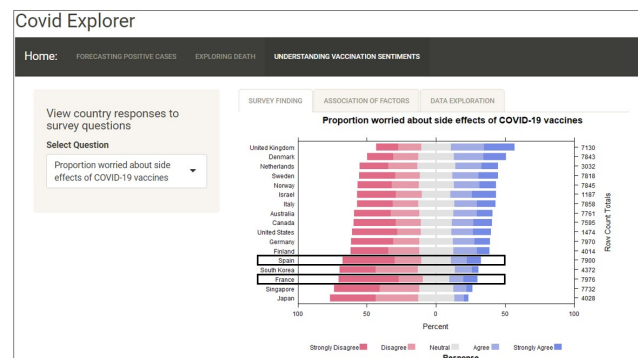 Covid Explorer
Home: FORECASTING POSITIVE CASES EXPLORING DEATH UNDERSTANDING VACCINATION SENTIMENTS
View country responses to
survey questions
Select Question
Proportion worried about side
effects of COVID-19 vaccines
SURVEY FINDING ASSOCIATION OF FACTORS DATA EXPLORATION
Proportion worried about side effects of COVID-19 vaccines
United Kingdom 7130
Denmark 7843
Netherlands 3032
Sweden 7818
Norway 7845
Israel 1187
Italy 7858
Australia 7761
Canada 7595
United States 1474
Germany 7970
Finland 4014
Spain 7900
South Korea 4372
France 7976
Singapore 7732
Japan 4028
Row Count Totals
100 50 0 50 100
Percent
Strongly Disagree Disagree Neutral Agree Strongly Agree
Response